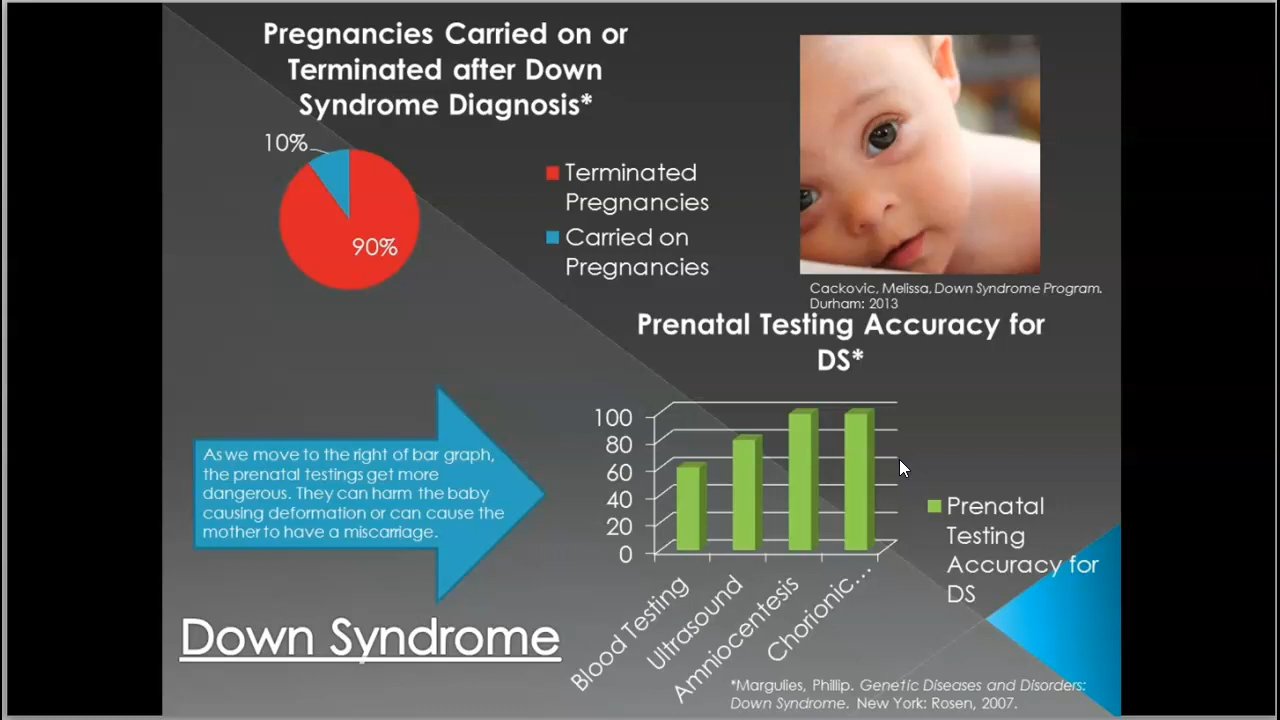 Pregnancies Carried on or
Terminated after Down
Syndrome Diagnosis*
10%
90%
Terminated
Pregnancies
Carried on
Pregnancies
Cackovic, Melissa, Down Syndrome Program.
Durham: 2013
Prenatal Testing Accuracy for
DS*
As we move to the right of bar graph,
the prenatal testings get more
dangerous. They can harm the baby
causing deformation or can cause the
mother to have a miscarriage.
100
80
60
40
20
0
Blood Testing
Ultrasound
Amniocentesis
Chorionic...
Prenatal
Testing
Accuracy for
DS
Down Syndrome
*Margulies, Phillip. Genetic Diseases and Disorders:
Down Syndrome. New York: Rosen, 2007.